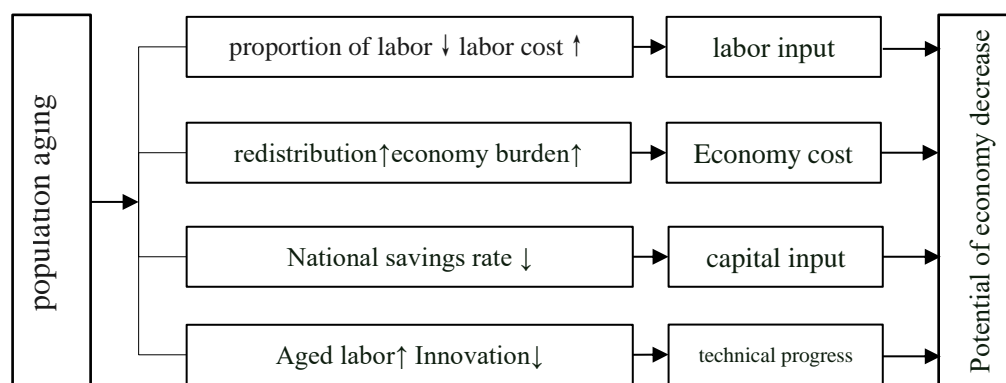 population aging
proportion of labor ↓ labor cost ↑
labor input
redistribution↑economy burden↑
Economy cost
National savings rate ↓
capital input
Aged labor↑ Innovation↓
technical progress
Potential of economy decrease